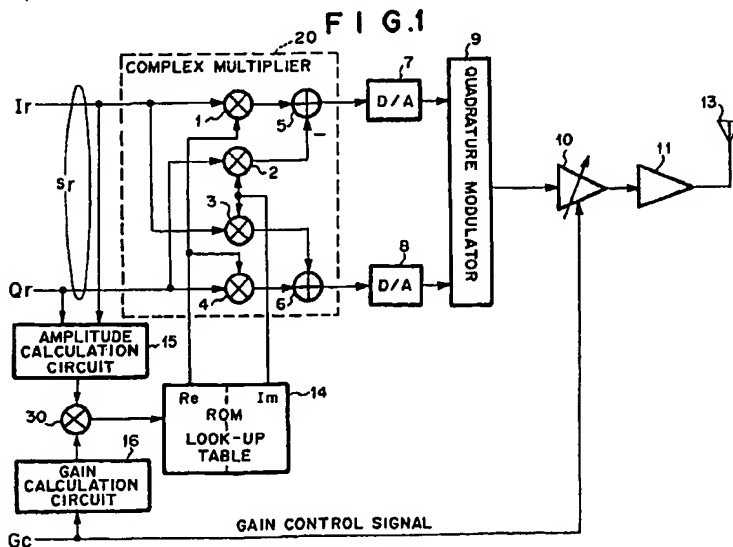 FIG.1
20
COMPLEX MULTIPLIER
7
D/A
9
QUADRATURE MODULATOR
13
Ir
1
5
−
10
11
Sr
2
3
8
D/A
Qr
4
6
AMPLITUDE
CALCULATION
CIRCUIT
15
Re
Im
14
ROM
LOOK-UP
TABLE
30
16
GAIN
CALCULATION
CIRCUIT
GAIN CONTROL SIGNAL
Gc